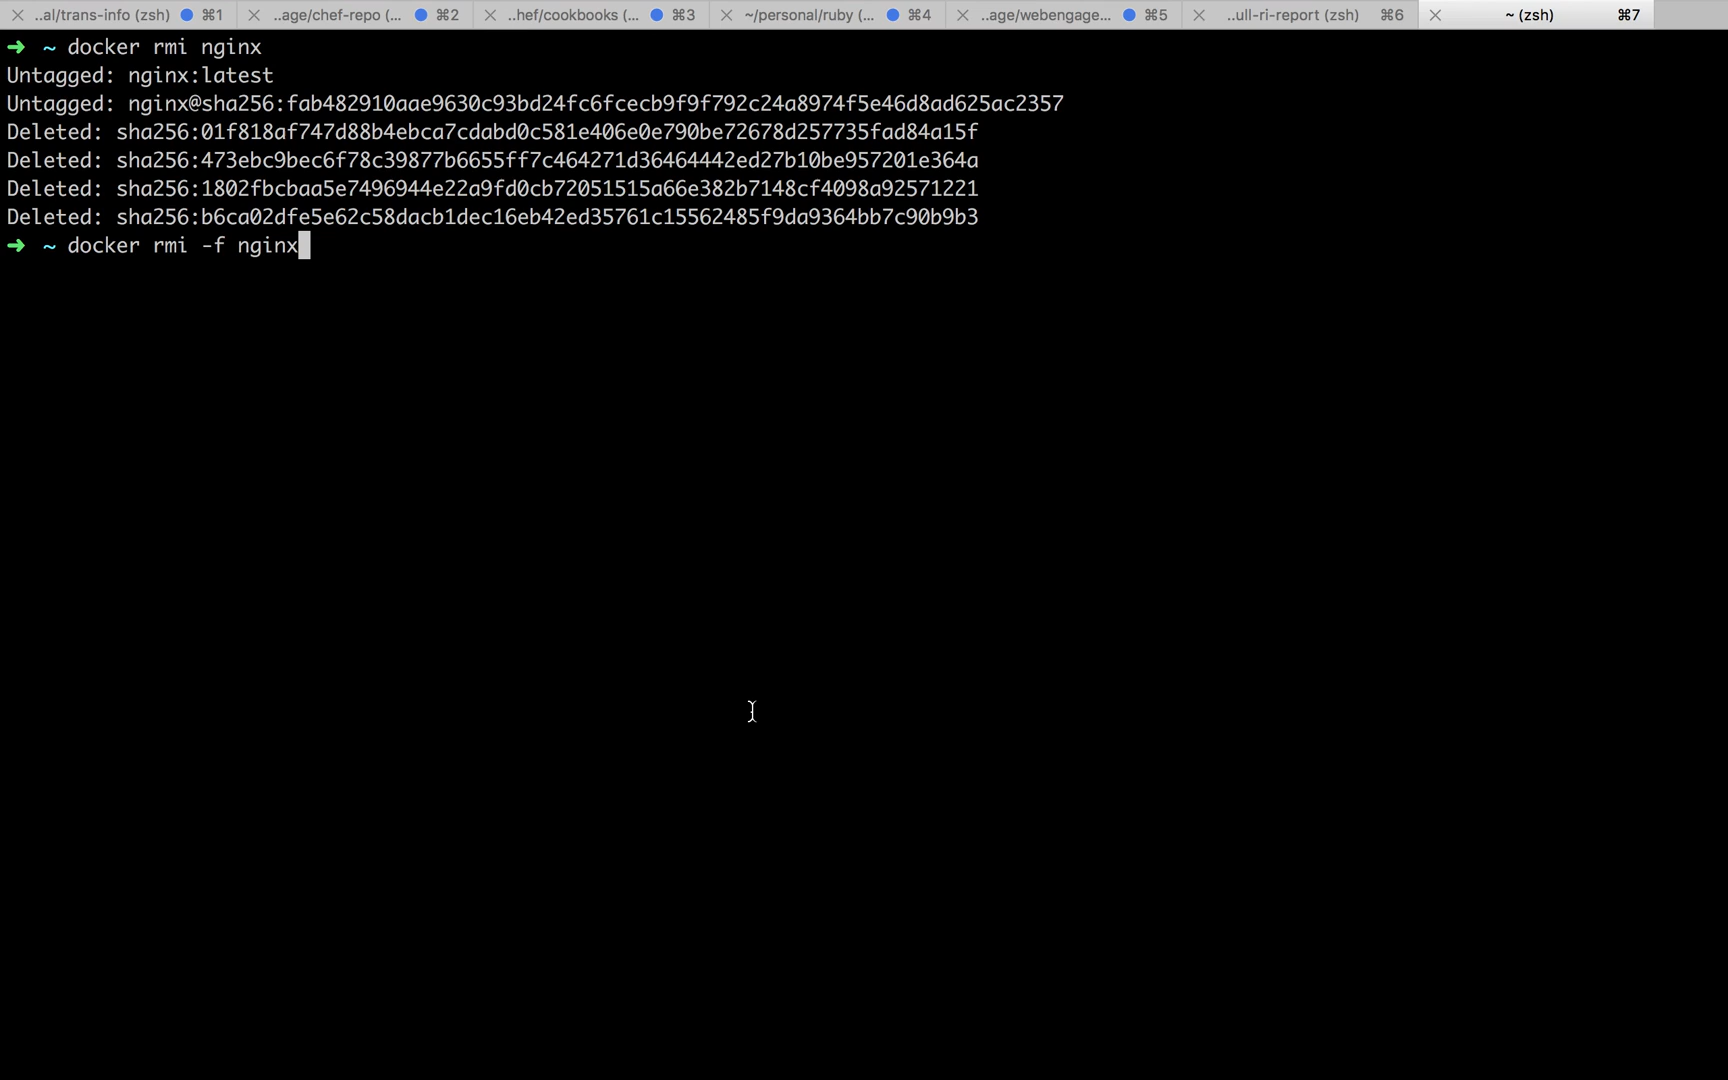 ..al/trans-info (zsh) ⌘1 ..age/chef-repo (... ⌘2 ..hef/cookbooks (... ⌘3 ~/personal/ruby (... ⌘4 ..age/webengage... ⌘5 ..ull-ri-report (zsh) ⌘6 ~ (zsh) ⌘7
➜ ~ docker rmi nginx
Untagged: nginx:latest
Untagged: nginx@sha256:fab482910aae9630c93bd24fc6fcecb9f9f792c24a8974f5e46d8ad625ac2357
Deleted: sha256:01f818af747d88b4ebca7cdabd0c581e406e0e790be72678d257735fad84a15f
Deleted: sha256:473ebc9bec6f78c39877b6655ff7c464271d36464442ed27b10be957201e364a
Deleted: sha256:1802fbcbaa5e7496944e22a9fd0cb72051515a66e382b7148cf4098a92571221
Deleted: sha256:b6ca02dfe5e62c58dacb1dec16eb42ed35761c15562485f9da9364bb7c90b9b3
➜ ~ docker rmi -f nginx